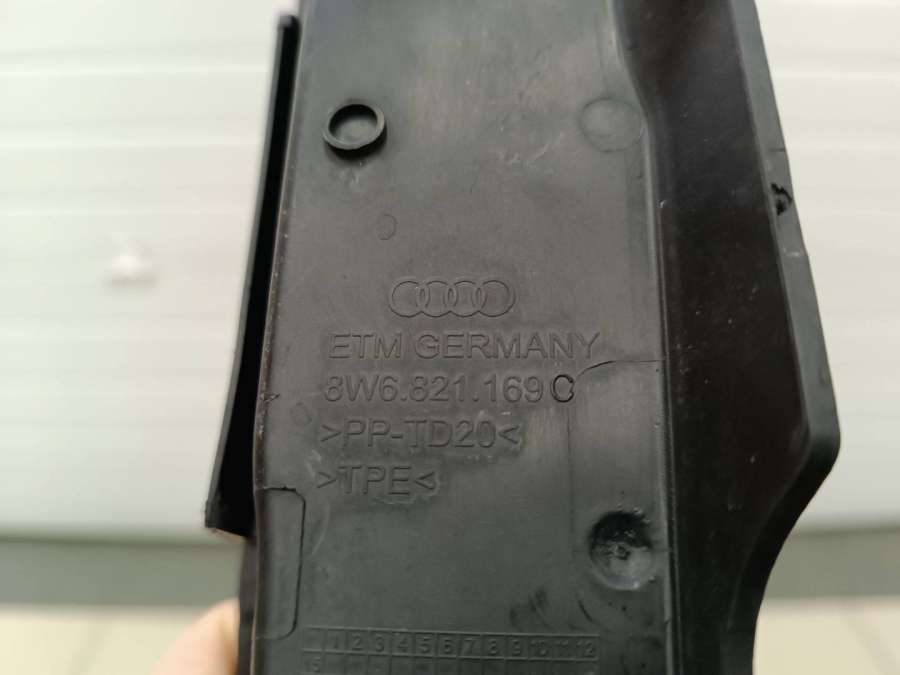 ETM GERMANY
8W6.821.169 C
>PP-TD20<
>TPE<
1 2 3 4 5 6 7 8 9 10 11 12
15